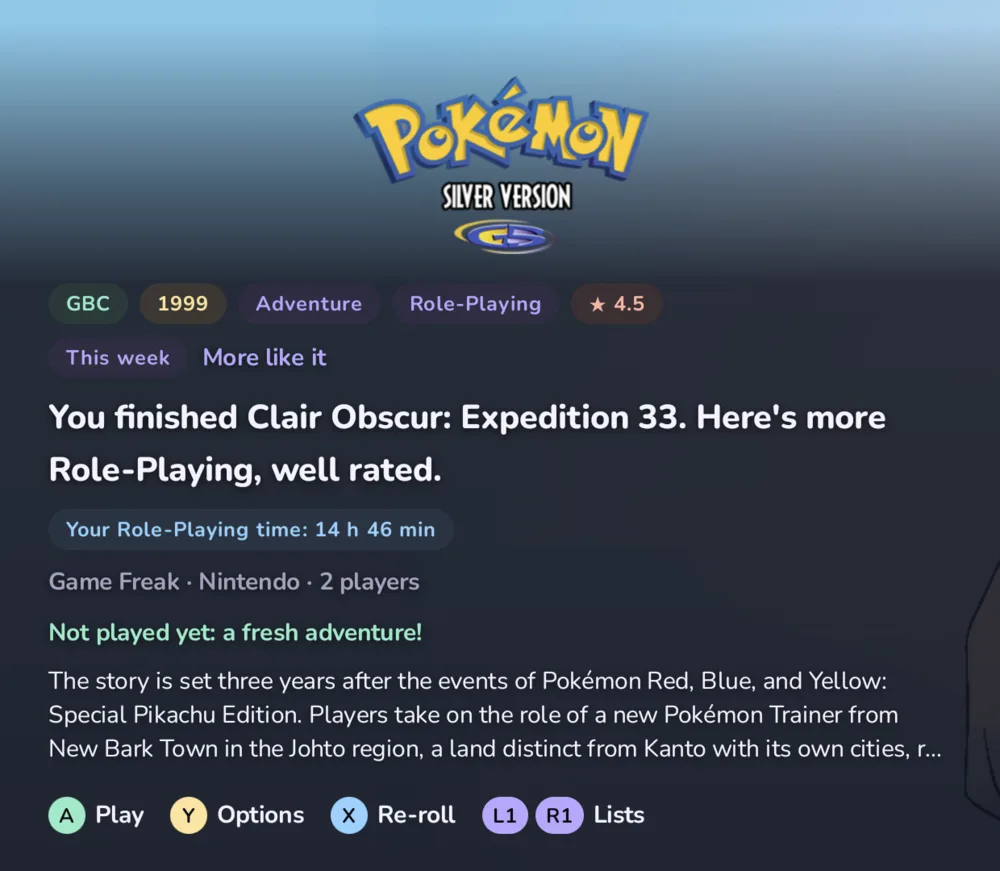 POKéMON
SILVER VERSION
GS
GBC 1999 Adventure Role-Playing ★ 4.5
This week More like it
You finished Clair Obscur: Expedition 33. Here's more
Role-Playing, well rated.
Your Role-Playing time: 14 h 46 min
Game Freak · Nintendo · 2 players
Not played yet: a fresh adventure!
The story is set three years after the events of Pokémon Red, Blue, and Yellow:
Special Pikachu Edition. Players take on the role of a new Pokémon Trainer from
New Bark Town in the Johto region, a land distinct from Kanto with its own cities, r...
A Play Y Options X Re-roll L1 R1 Lists